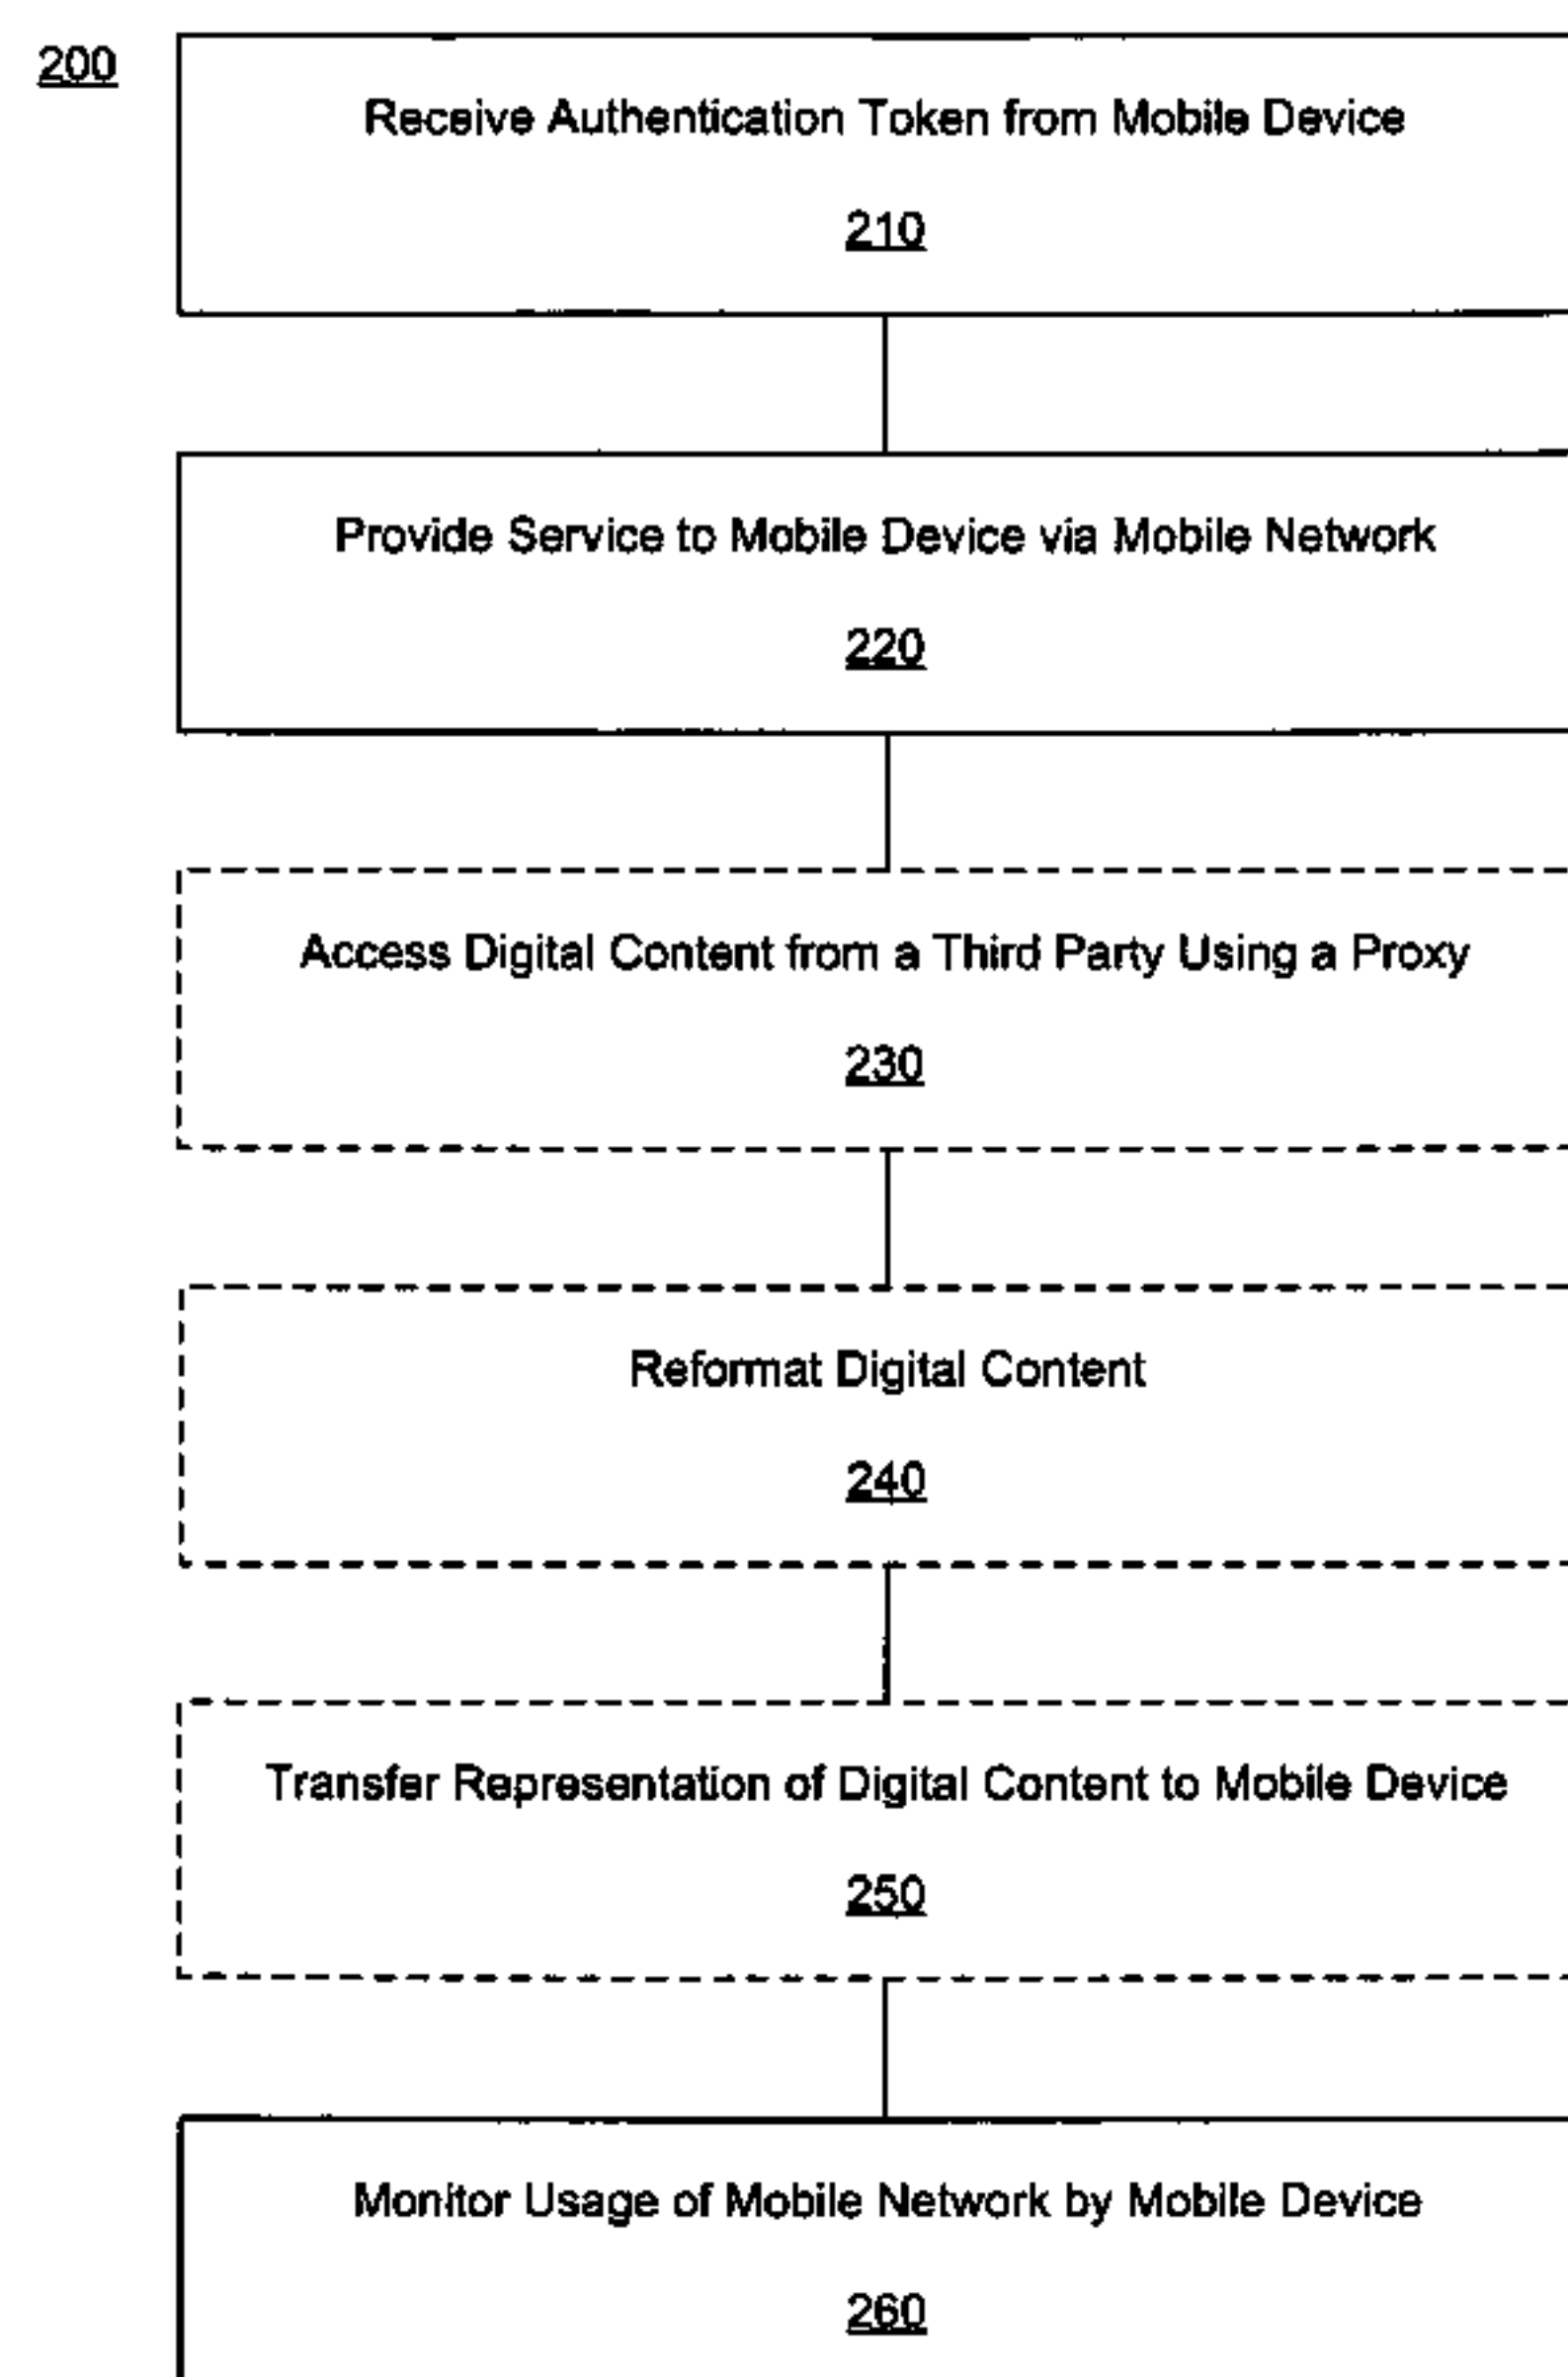 200
Receive Authentication Token from Mobile Device
210
Provide Service to Mobile Device via Mobile Network
220
Access Digital Content from a Third Party Using a Proxy
230
Reformat Digital Content
240
Transfer Representation of Digital Content to Mobile Device
250
Monitor Usage of Mobile Network by Mobile Device
260